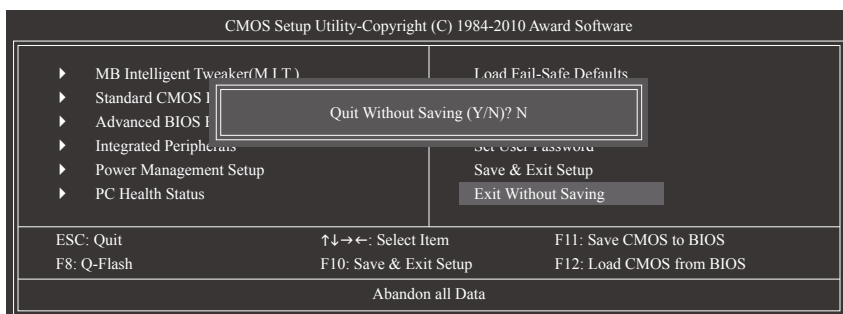 CMOS Setup Utility-Copyright (C) 1984-2010 Award Software
MB Intelligent Tweaker(M.I.T.)
Standard CMOS
Advanced BIOS
Integrated Peripherals
Power Management Setup
PC Health Status
Load Fail-Safe Defaults
Set User Password
Save & Exit Setup
Exit Without Saving
Quit Without Saving (Y/N)? N
ESC: Quit
↑↓→←: Select Item
F11: Save CMOS to BIOS
F8: Q-Flash
F10: Save & Exit Setup
F12: Load CMOS from BIOS
Abandon all Data